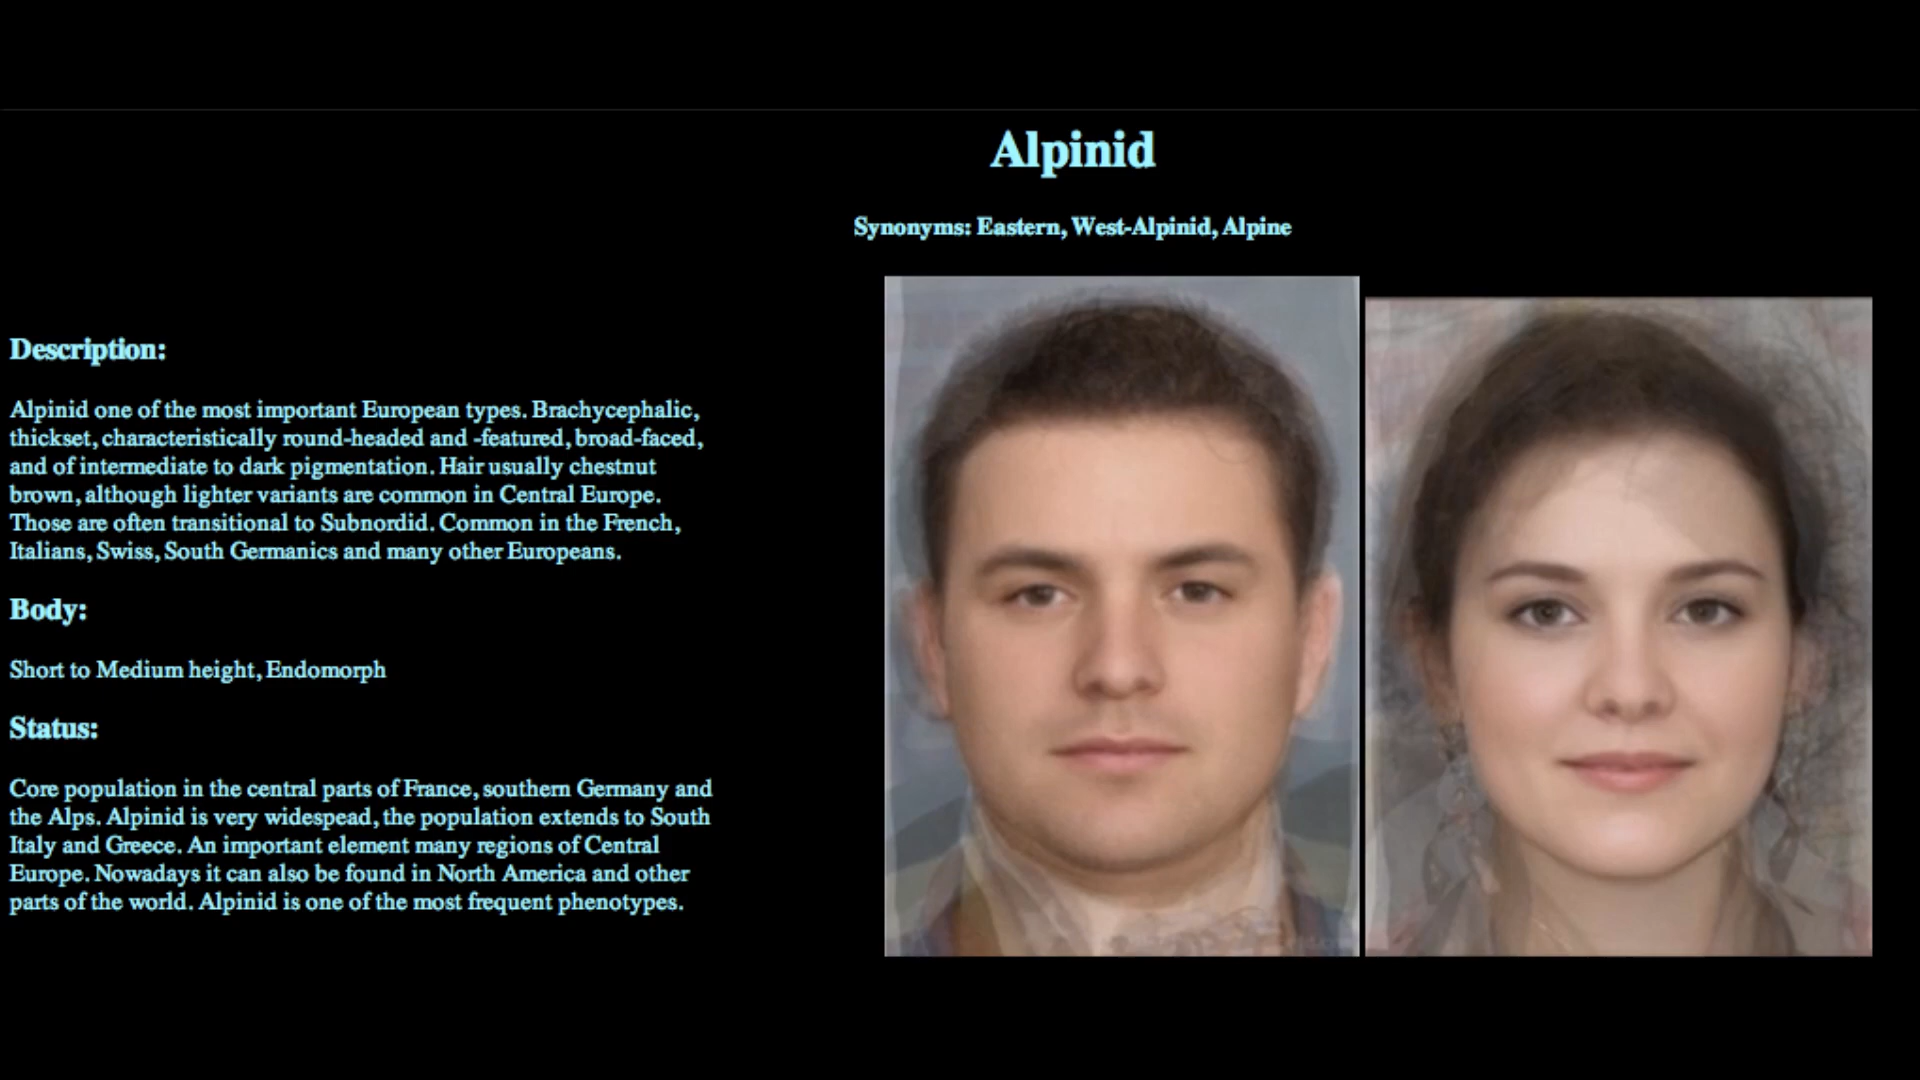 Alpinid
Synonyms: Eastern, West-Alpinid, Alpine
Description:
Alpinid one of the most important European types. Brachycephalic,
thickset, characteristically round-headed and -featured, broad-faced,
and of intermediate to dark pigmentation. Hair usually chestnut
brown, although lighter variants are common in Central Europe.
Those are often transitional to Subnordid. Common in the French,
Italians, Swiss, South Germanics and many other Europeans.
Body:
Short to Medium height, Endomorph
Status:
Core population in the central parts of France, southern Germany and
the Alps. Alpinid is very widespead, the population extends to South
Italy and Greece. An important element many regions of Central
Europe. Nowadays it can also be found in North America and other
parts of the world. Alpinid is one of the most frequent phenotypes.